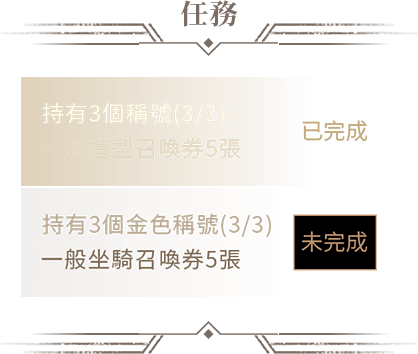 任務
持有3個稱號(3/3)
一般造型召喚券5張
已完成
持有3個金色稱號(3/3)
一般坐騎召喚券5張
未完成